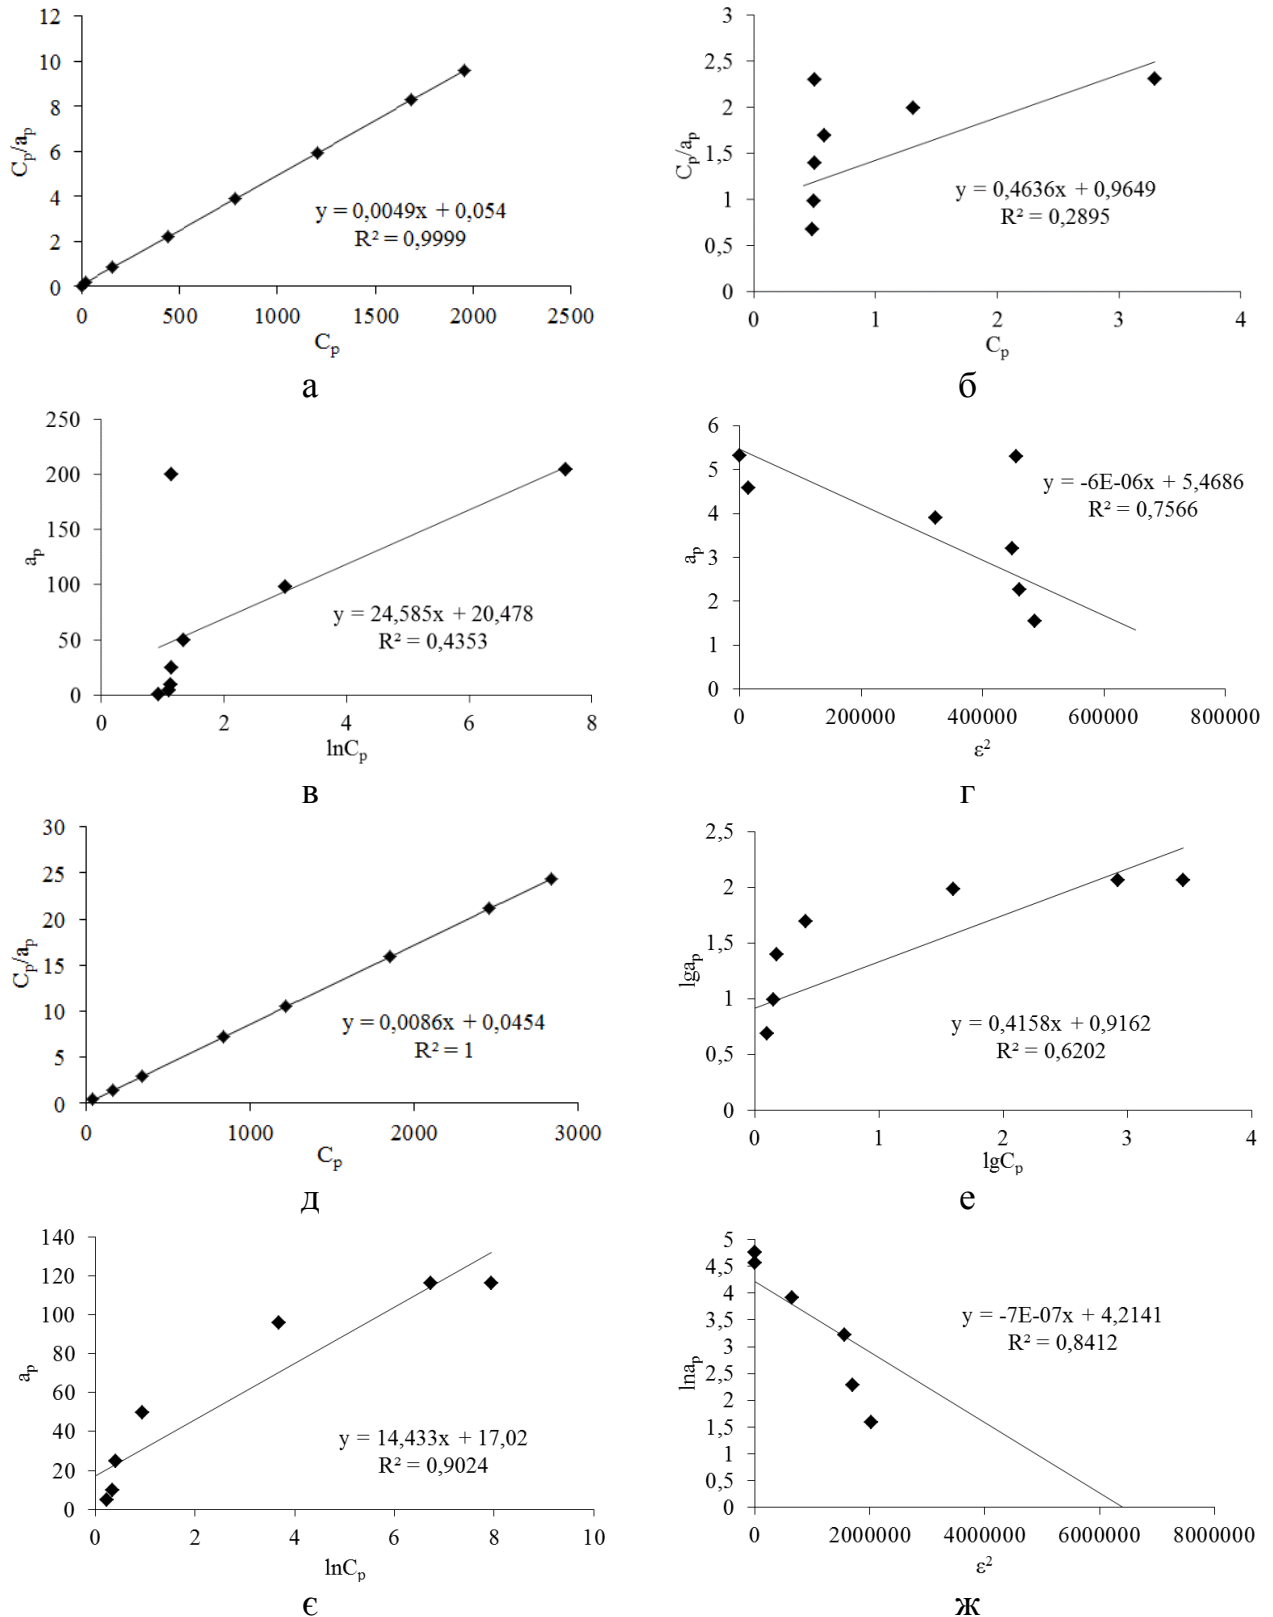 12
10
8
6
4
2
0
C_p/a_p
0 500 1000 1500 2000 2500
C_p
y = 0,0049x + 0,054
R² = 0,9999
а
3
2,5
2
1,5
1
0,5
0
C_p/a_p
0 1 2 3 4
C_p
y = 0,4636x + 0,9649
R² = 0,2895
б
250
200
150
100
50
0
a_p
0 2 4 6 8
lnC_p
y = 24,585x + 20,478
R² = 0,4353
в
6
5
4
3
2
1
0
a_p
0 200000 400000 600000 800000
ε²
y = -6E-06x + 5,4686
R² = 0,7566
г
30
25
20
15
10
5
0
C_p/a_p
0 1000 2000 3000
C_p
y = 0,0086x + 0,0454
R² = 1
д
2,5
2
1,5
1
0,5
0
lga_p
0 1 2 3 4
lgC_p
y = 0,4158x + 0,9162
R² = 0,6202
е
140
120
100
80
60
40
20
0
a_p
0 2 4 6 8 10
lnC_p
y = 14,433x + 17,02
R² = 0,9024
є
5
4,5
4
3,5
3
2,5
2
1,5
1
0,5
0
lna_p
0 2000000 4000000 6000000 8000000
ε²
y = -7E-07x + 4,2141
R² = 0,8412
ж